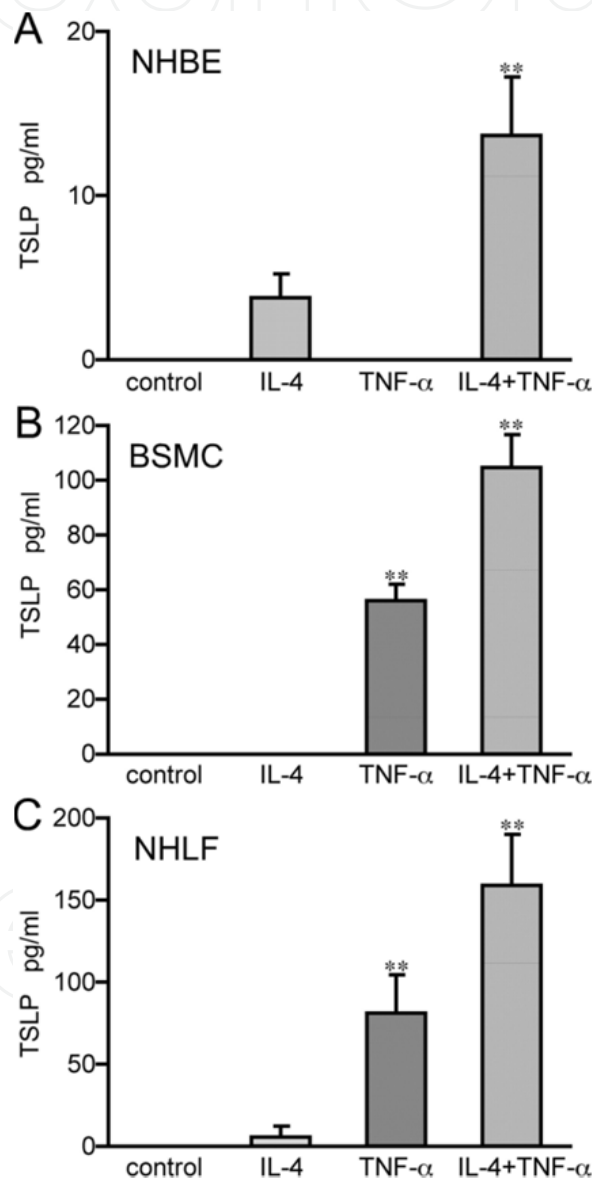 A
NHBE
TSLP pg/ml
20
10
0
**
control IL-4 TNF-α IL-4+TNF-α
B
BSMC
TSLP pg/ml
120
100
80
60
40
20
0
**
**
control IL-4 TNF-α IL-4+TNF-α
C
NHLF
TSLP pg/ml
200
150
100
50
0
**
**
control IL-4 TNF-α IL-4+TNF-α